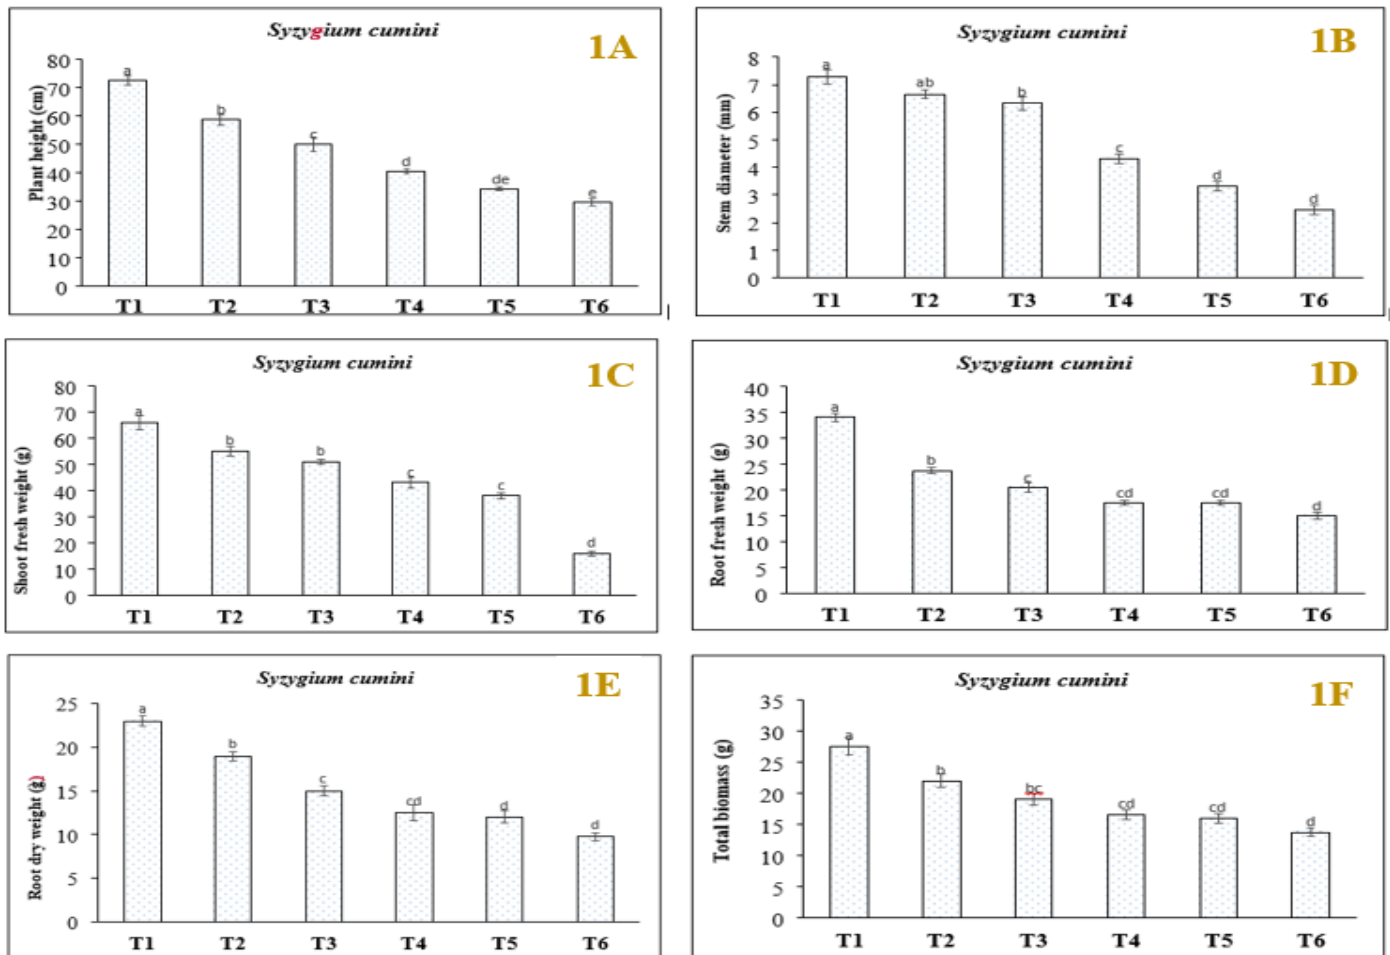 Syzygium cumini
1A
Plant height (cm)
80
70
60
50
40
30
20
10
0
a
b
c
d
de
e
T1 T2 T3 T4 T5 T6
Syzygium cumini
1B
Stem diameter (mm)
8
7
6
5
4
3
2
1
0
a
ab
b
c
d
d
T1 T2 T3 T4 T5 T6
Syzygium cumini
1C
Shoot fresh weight (g)
80
70
60
50
40
30
20
10
0
a
b
b
c
c
d
T1 T2 T3 T4 T5 T6
Syzygium cumini
1D
Root fresh weight (g)
40
35
30
25
20
15
10
5
0
a
b
c
cd
cd
d
T1 T2 T3 T4 T5 T6
Syzygium cumini
1E
Root dry weight (g)
25
20
15
10
5
0
a
b
c
cd
d
d
T1 T2 T3 T4 T5 T6
Syzygium cumini
1F
Total biomass (g)
35
30
25
20
15
10
5
0
a
b
bc
cd
cd
d
T1 T2 T3 T4 T5 T6